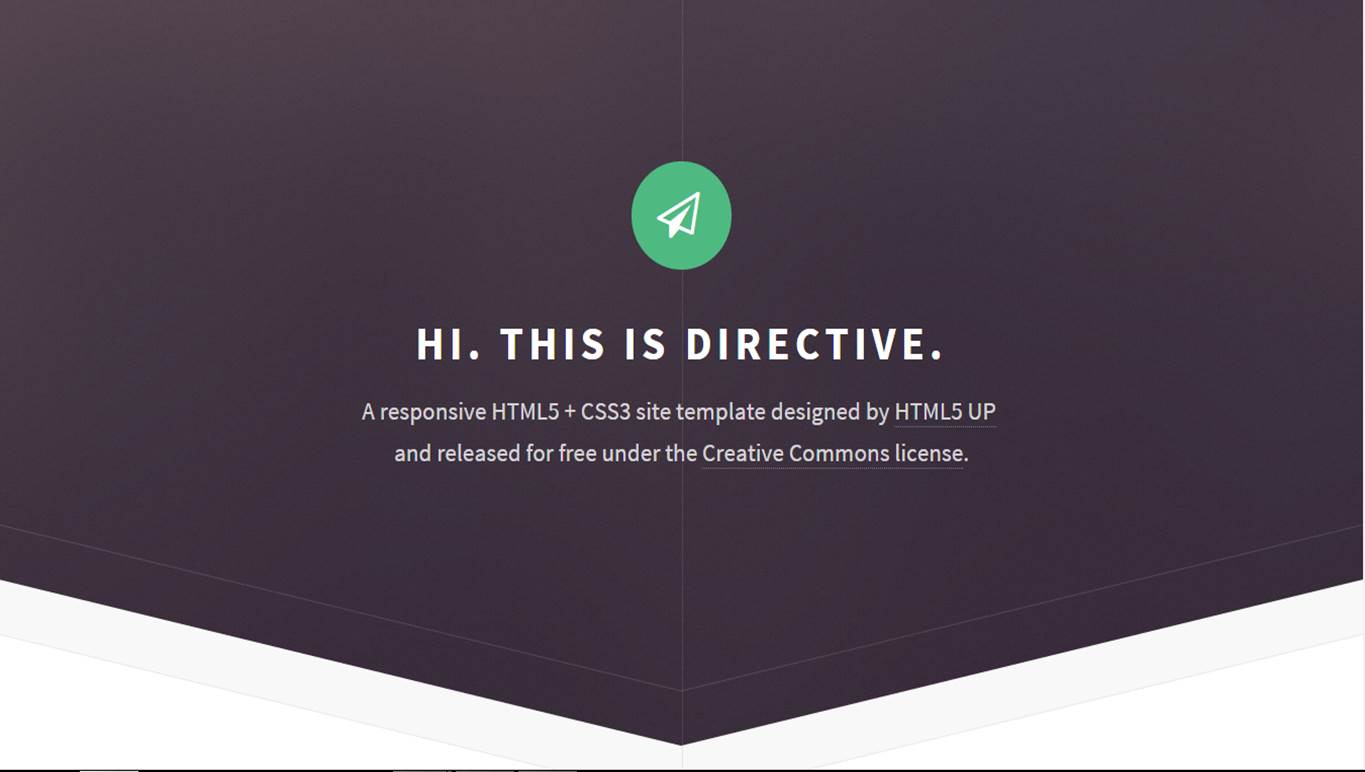 HI. THIS IS DIRECTIVE.
A responsive HTML5 + CSS3 site template designed by HTML5 UP
and released for free under the Creative Commons license.